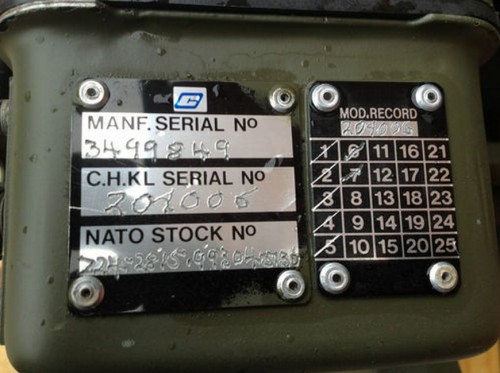 MANF. SERIAL Nº
3499849
C.H.KL SERIAL Nº
201006
NATO STOCK Nº
MOD. RECORD
1 6 11 16 21
2 7 12 17 22
3 8 13 18 23
4 9 14 19 24
5 10 15 20 25